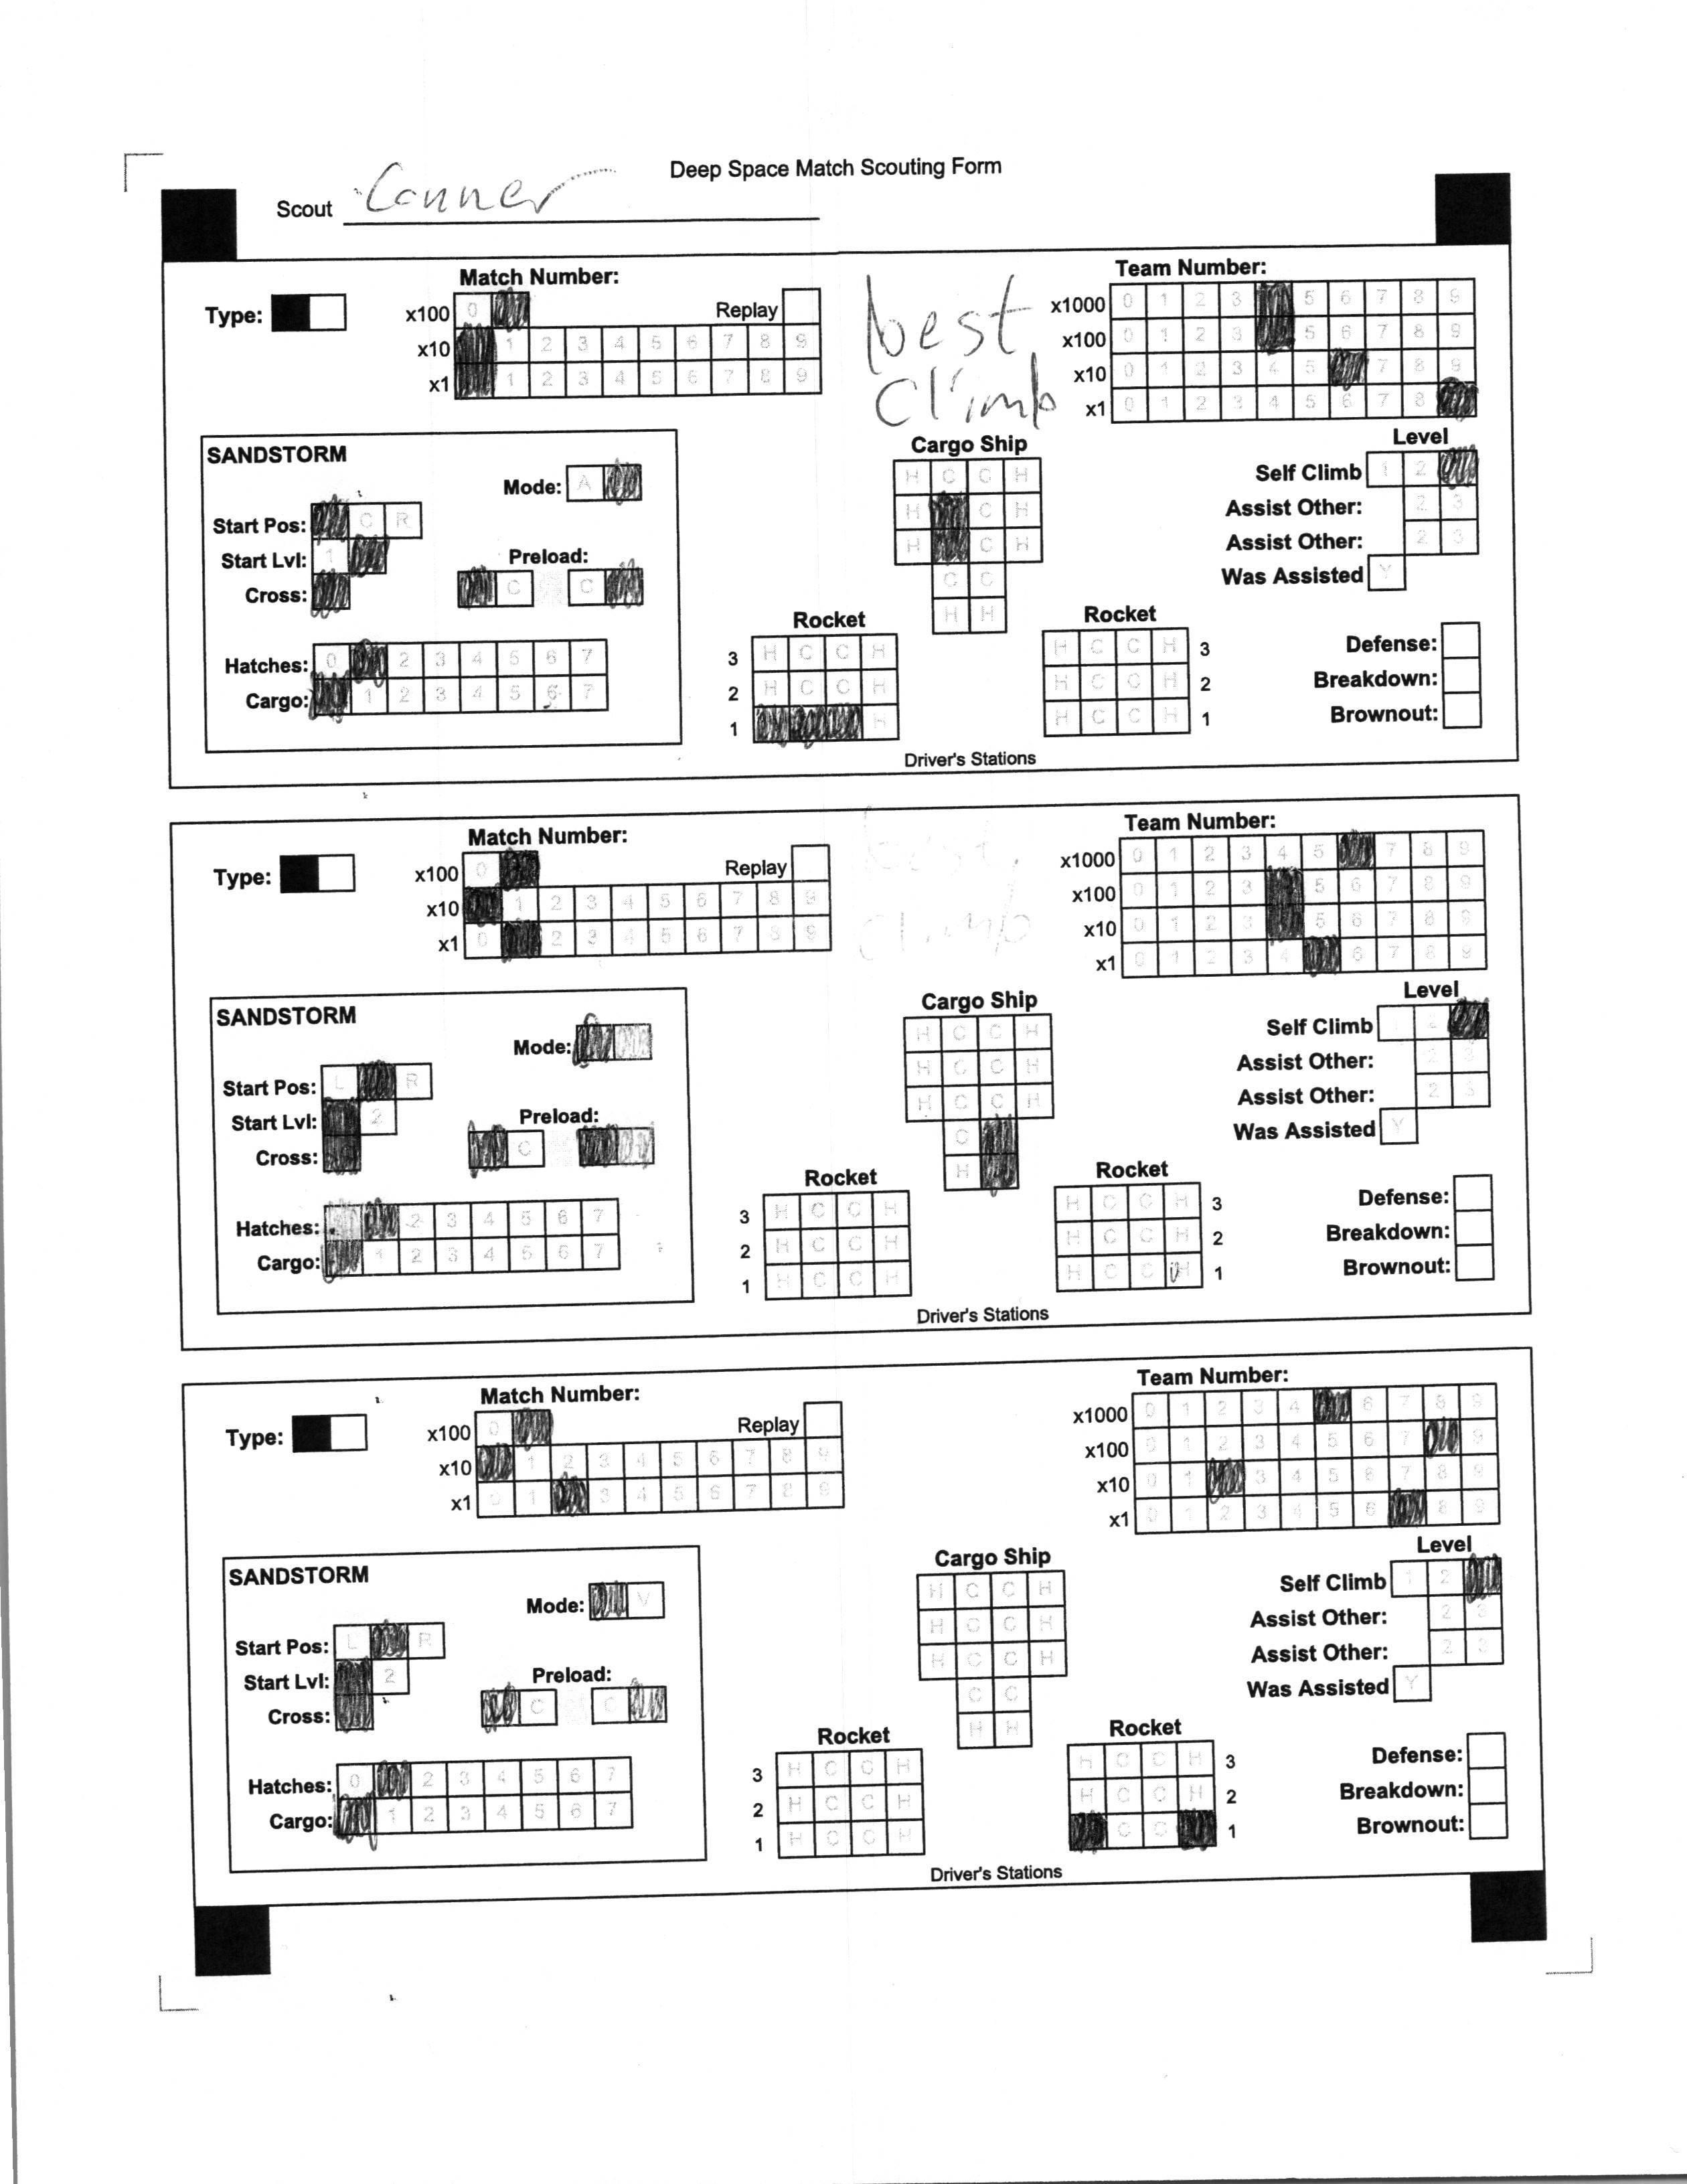 Deep Space Match Scouting Form
Scout Conner
Match Number:
Team Number:
Type:
x100 0
Replay
x10 1 2 3 4 5 6 7 8 9
x1 1 2 3 4 5 6 7 8 9
best
Climb
x1000 0 1 2 3 5 6 7 8 9
x100 0 1 2 3 5 6 7 8 9
x10 0 1 2 3 4 5 7 8 9
x1 0 1 2 3 4 5 6 7 8
SANDSTORM
Mode: A
Start Pos: C R
Start Lvl: 1
Preload:
Cross:
C C
Hatches: 0 2 3 4 5 6 7
Cargo: 1 2 3 4 5 6 7
Cargo Ship
H C C H
H C H
H C H
C C
H H
Level
Self Climb 1 2
Assist Other: 2 3
Assist Other: 2 3
Was Assisted Y
Rocket
3 H C C H
2 H C C H
1 H
Rocket
H C C H 3
H C C H 2
H C C H 1
Defense:
Breakdown:
Brownout:
Driver's Stations
Match Number:
Team Number:
Type:
x100 0
Replay
x10 1 2 3 4 5 6 7 8 9
x1 0 2 3 4 5 6 7 8 9
best
climb
x1000 0 1 2 3 4 5 7 8 9
x100 0 1 2 3 5 6 7 8 9
x10 0 1 2 3 5 6 7 8 9
x1 0 1 2 3 4 6 7 8 9
SANDSTORM
Mode:
Start Pos: L R
Start Lvl: 2
Preload:
Cross:
C
Hatches: 2 3 4 5 6 7
Cargo: 1 2 3 4 5 6 7
Cargo Ship
H C C H
H C C H
H C C H
C
H
Level
Self Climb 2
Assist Other: 2 3
Assist Other: 2 3
Was Assisted Y
Rocket
3 H C C H
2 H C C H
1 H C C H
Rocket
H C C H 3
H C C H 2
H C C H 1
Defense:
Breakdown:
Brownout:
Driver's Stations
Match Number:
Team Number:
Type:
x100 0
Replay
x10 1 2 3 4 5 6 7 8 9
x1 0 1 3 4 5 6 7 8 9
x1000 0 1 2 3 4 6 7 8 9
x100 0 1 2 3 4 5 6 7 9
x10 0 1 3 4 5 6 7 8 9
x1 0 1 2 3 4 5 6 8 9
SANDSTORM
Mode: V
Start Pos: L R
Start Lvl: 2
Preload:
Cross:
C C
Hatches: 0 2 3 4 5 6 7
Cargo: 1 2 3 4 5 6 7
Cargo Ship
H C C H
H C C H
H C C H
C C
H H
Level
Self Climb 1 2
Assist Other: 2 3
Assist Other: 2 3
Was Assisted Y
Rocket
3 H C C H
2 H C C H
1 H C C H
Rocket
H C C H 3
H C C H 2
C C 1
Defense:
Breakdown:
Brownout:
Driver's Stations